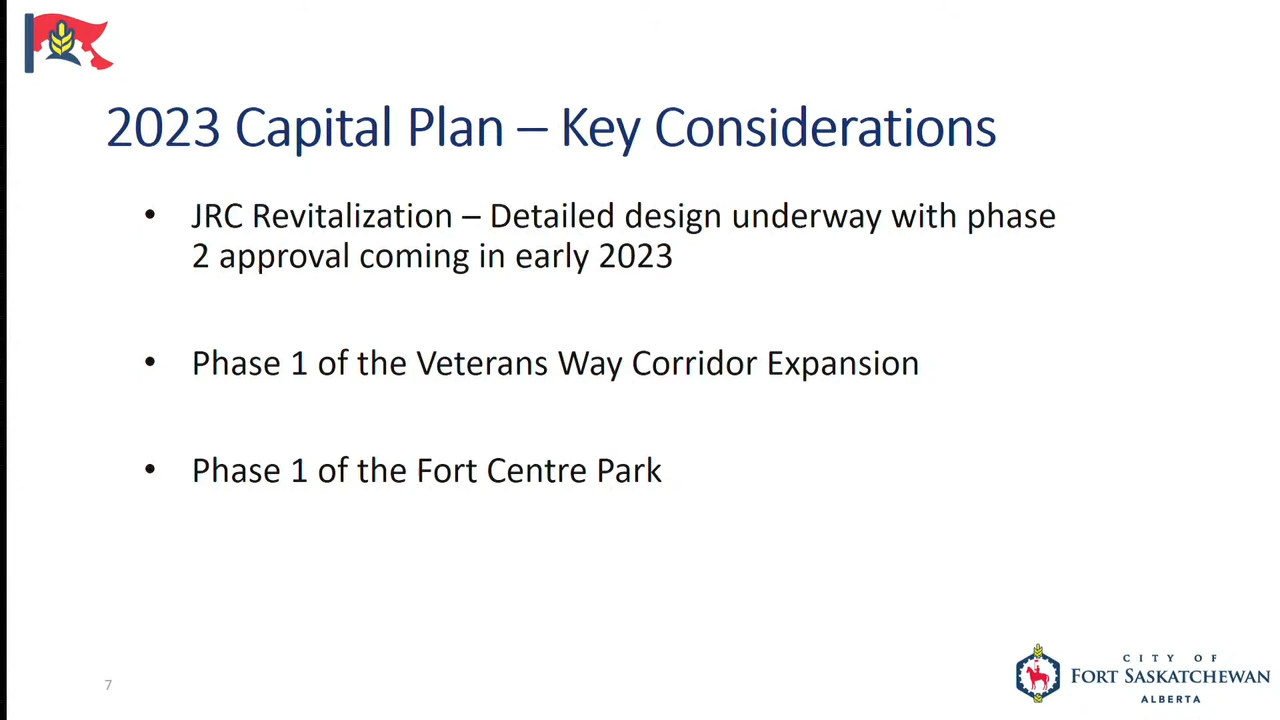 2023 Capital Plan – Key Considerations
• JRC Revitalization – Detailed design underway with phase
2 approval coming in early 2023
• Phase 1 of the Veterans Way Corridor Expansion
• Phase 1 of the Fort Centre Park
7
CITY OF
FORT SASKATCHEWAN
ALBERTA